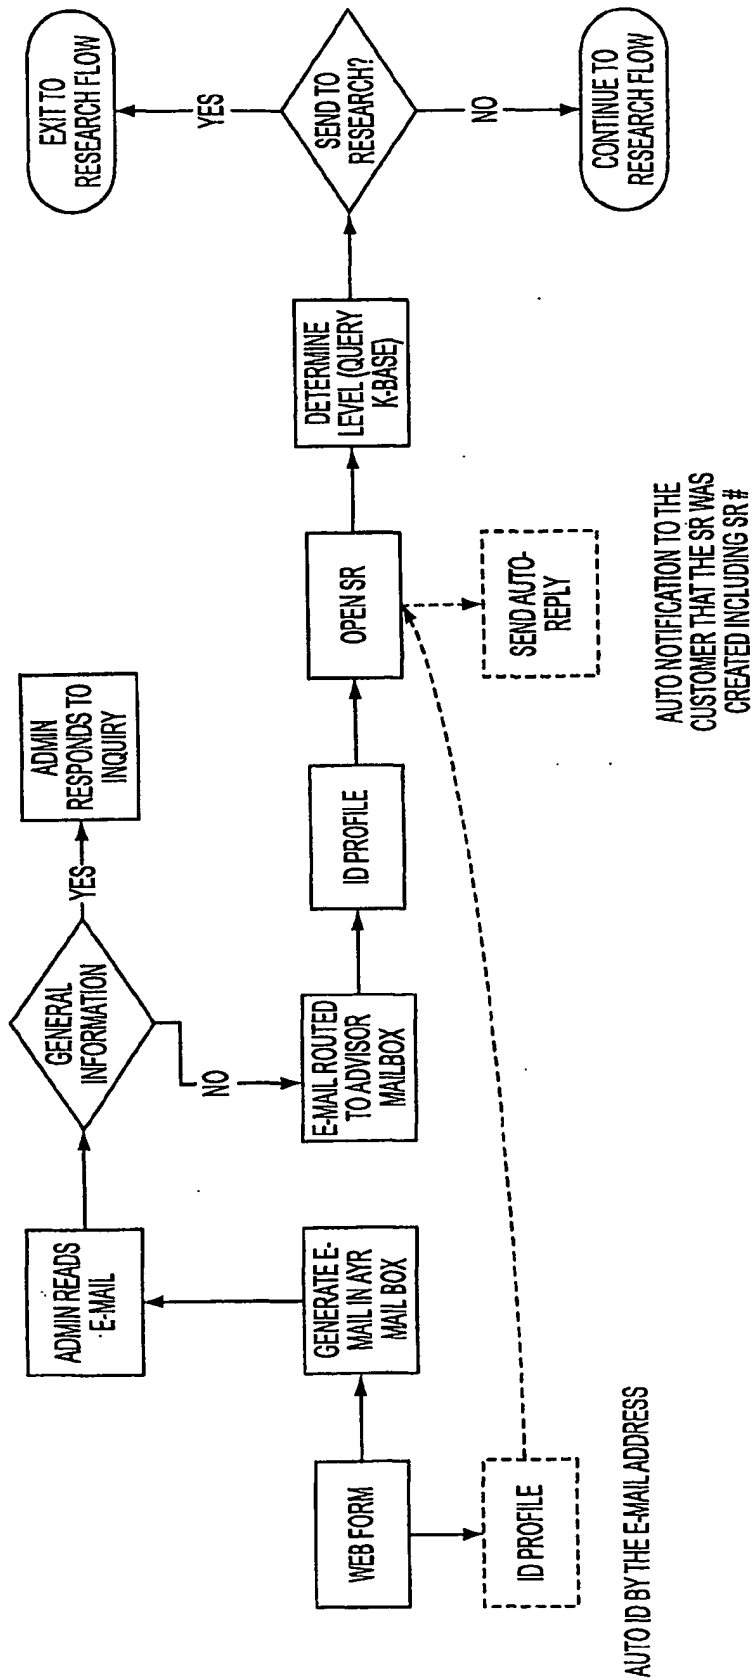 WEB FORM
ID PROFILE
AUTO ID BY THE E-MAIL ADDRESS
GENERATE E-
MAIL IN AYR
MAIL BOX
ADMIN READS
E-MAIL
GENERAL
INFORMATION
YES
ADMIN
RESPONDS TO
INQUIRY
NO
E-MAIL ROUTED
TO ADVISOR
MAILBOX
ID PROFILE
OPEN SR
SEND AUTO-
REPLY
AUTO NOTIFICATION TO THE
CUSTOMER THAT THE SR WAS
CREATED INCLUDING SR #
DETERMINE
LEVEL (QUERY
K-BASE)
SEND TO
RESEARCH?
YES
EXIT TO
RESEARCH FLOW
NO
CONTINUE TO
RESEARCH FLOW